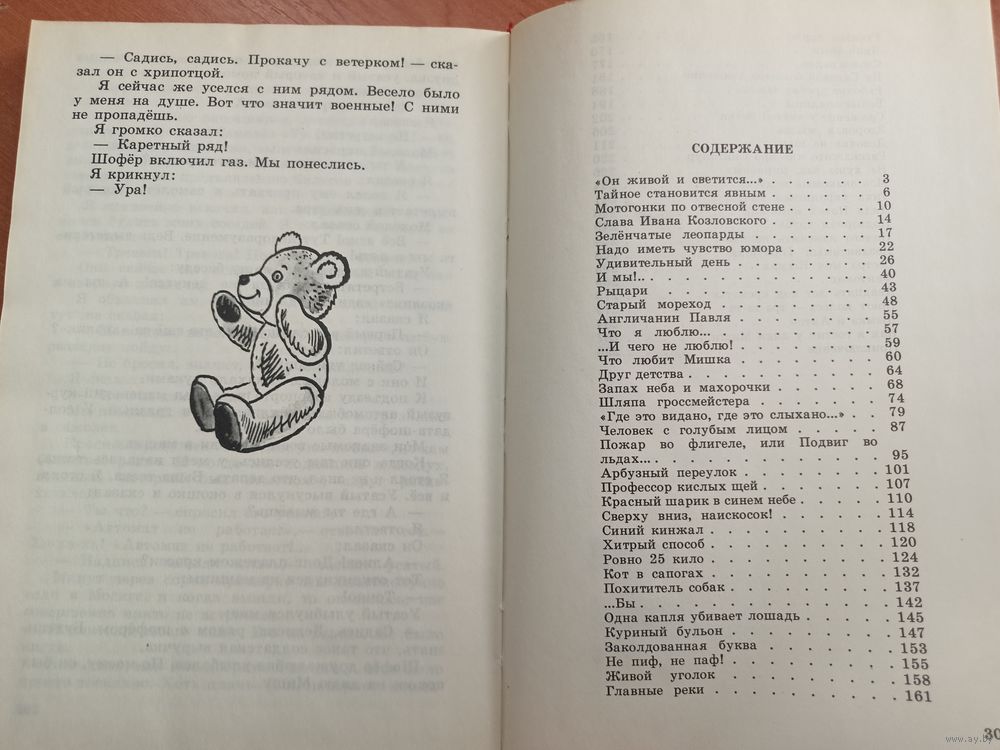 — Садись, садись. Прокачу с ветерком! — ска-
зал он с хрипотцой.
Я сейчас же уселся с ним рядом. Весело было
у меня на душе. Вот что значит военные! С ними
не пропадёшь.
Я громко сказал:
— Каретный ряд!
Шофёр включил газ. Мы понеслись.
Я крикнул:
— Ура!
СОДЕРЖАНИЕ
«Он живой и светится...» . . . . . . 3
Тайное становится явным . . . . . . 6
Мотогонки по отвесной стене . . . . . 10
Слава Ивана Козловского . . . . . . 14
Зелёнчатые леопарды . . . . . . . 17
Надо иметь чувство юмора . . . . . 22
Удивительный день . . . . . . . 26
И мы!.. . . . . . . . . . . . 40
Рыцари . . . . . . . . . . . 43
Старый мореход . . . . . . . . 48
Англичанин Павля . . . . . . . . 55
Что я люблю... . . . . . . . . . 57
...И чего не люблю! . . . . . . . 59
Что любит Мишка . . . . . . . . 60
Друг детства . . . . . . . . . . 64
Запах неба и махорочки . . . . . . 68
Шляпа гроссмейстера . . . . . . . 74
«Где это видано, где это слыхано...» . . 79
Человек с голубым лицом . . . . . 87
Пожар во флигеле, или Подвиг во
льдах... . . . . . . . . . . . 95
Арбузный переулок . . . . . . . . 101
Профессор кислых щей . . . . . . 107
Красный шарик в синем небе . . . . 110
Сверху вниз, наискосок! . . . . . . 114
Синий кинжал . . . . . . . . . 118
Хитрый способ . . . . . . . . . 120
Ровно 25 кило . . . . . . . . . 124
Кот в сапогах . . . . . . . . . 132
Похититель собак . . . . . . . . 137
...Бы . . . . . . . . . . . . 142
Одна капля убивает лошадь . . . . . 145
Куриный бульон . . . . . . . . 147
Заколдованная буква . . . . . . . 153
Не пиф, не паф! . . . . . . . . 155
Живой уголок . . . . . . . . . 158
Главные реки . . . . . . . . . 161
www.ay.by